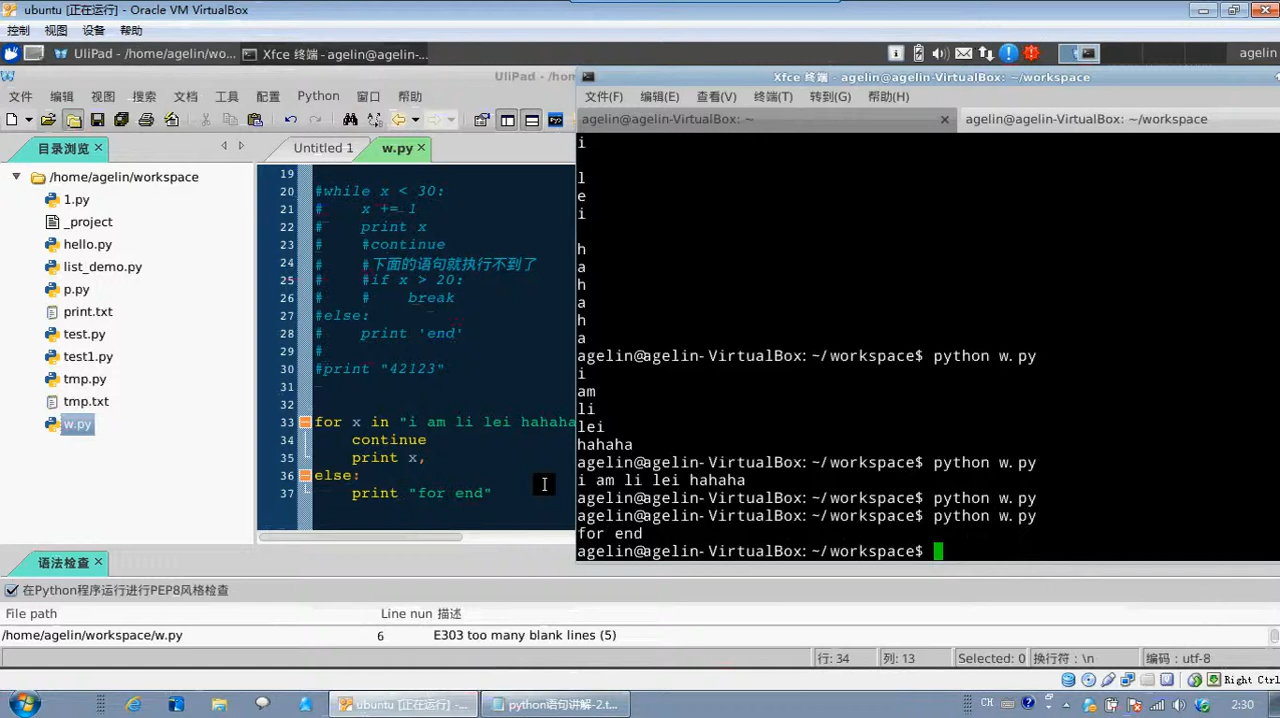 ubuntu [正在运行] - Oracle VM VirtualBox
控制 视图 设备 帮助
UliPad - /home/agelin/wo... Xfce 终端 - agelin@agelin-... agelin
UliPad - /hom
文件 编辑 视图 搜索 文档 工具 配置 Python 窗口 帮助
目录浏览
/home/agelin/workspace
1.py
_project
hello.py
list_demo.py
p.py
print.txt
test.py
test1.py
tmp.py
tmp.txt
w.py
Untitled 1 w.py
19
20 #while x < 30:
21 #    x += 1
22 #    print x
23 #    #continue
24 #    #下面的语句就执行不到了
25 #    #if x > 20:
26 #    #    break
27 #else:
28 #    print 'end'
29 #
30 #print "42123"
31
32
33 for x in "i am li lei hahaha
34     continue
35     print x,
36 else:
37     print "for end"
Xfce 终端 - agelin@agelin-VirtualBox: ~/workspace
文件(F) 编辑(E) 查看(V) 终端(T) 转到(G) 帮助(H)
agelin@agelin-VirtualBox: ~ agelin@agelin-VirtualBox: ~/workspace
i
l
e
i
h
a
h
a
h
a
agelin@agelin-VirtualBox:~/workspace$ python w.py
i
am
li
lei
hahaha
agelin@agelin-VirtualBox:~/workspace$ python w.py
i am li lei hahaha
agelin@agelin-VirtualBox:~/workspace$ python w.py
agelin@agelin-VirtualBox:~/workspace$ python w.py
for end
agelin@agelin-VirtualBox:~/workspace$
语法检查
在Python程序运行进行PEP8风格检查
File path Line nun 描述
/home/agelin/workspace/w.py 6 E303 too many blank lines (5)
行: 34 列: 13 Selected: 0 换行符：\n 编码：utf-8
Right Ctrl
ubuntu [正在运行] -... python语句讲解-2.t... CH 2:30